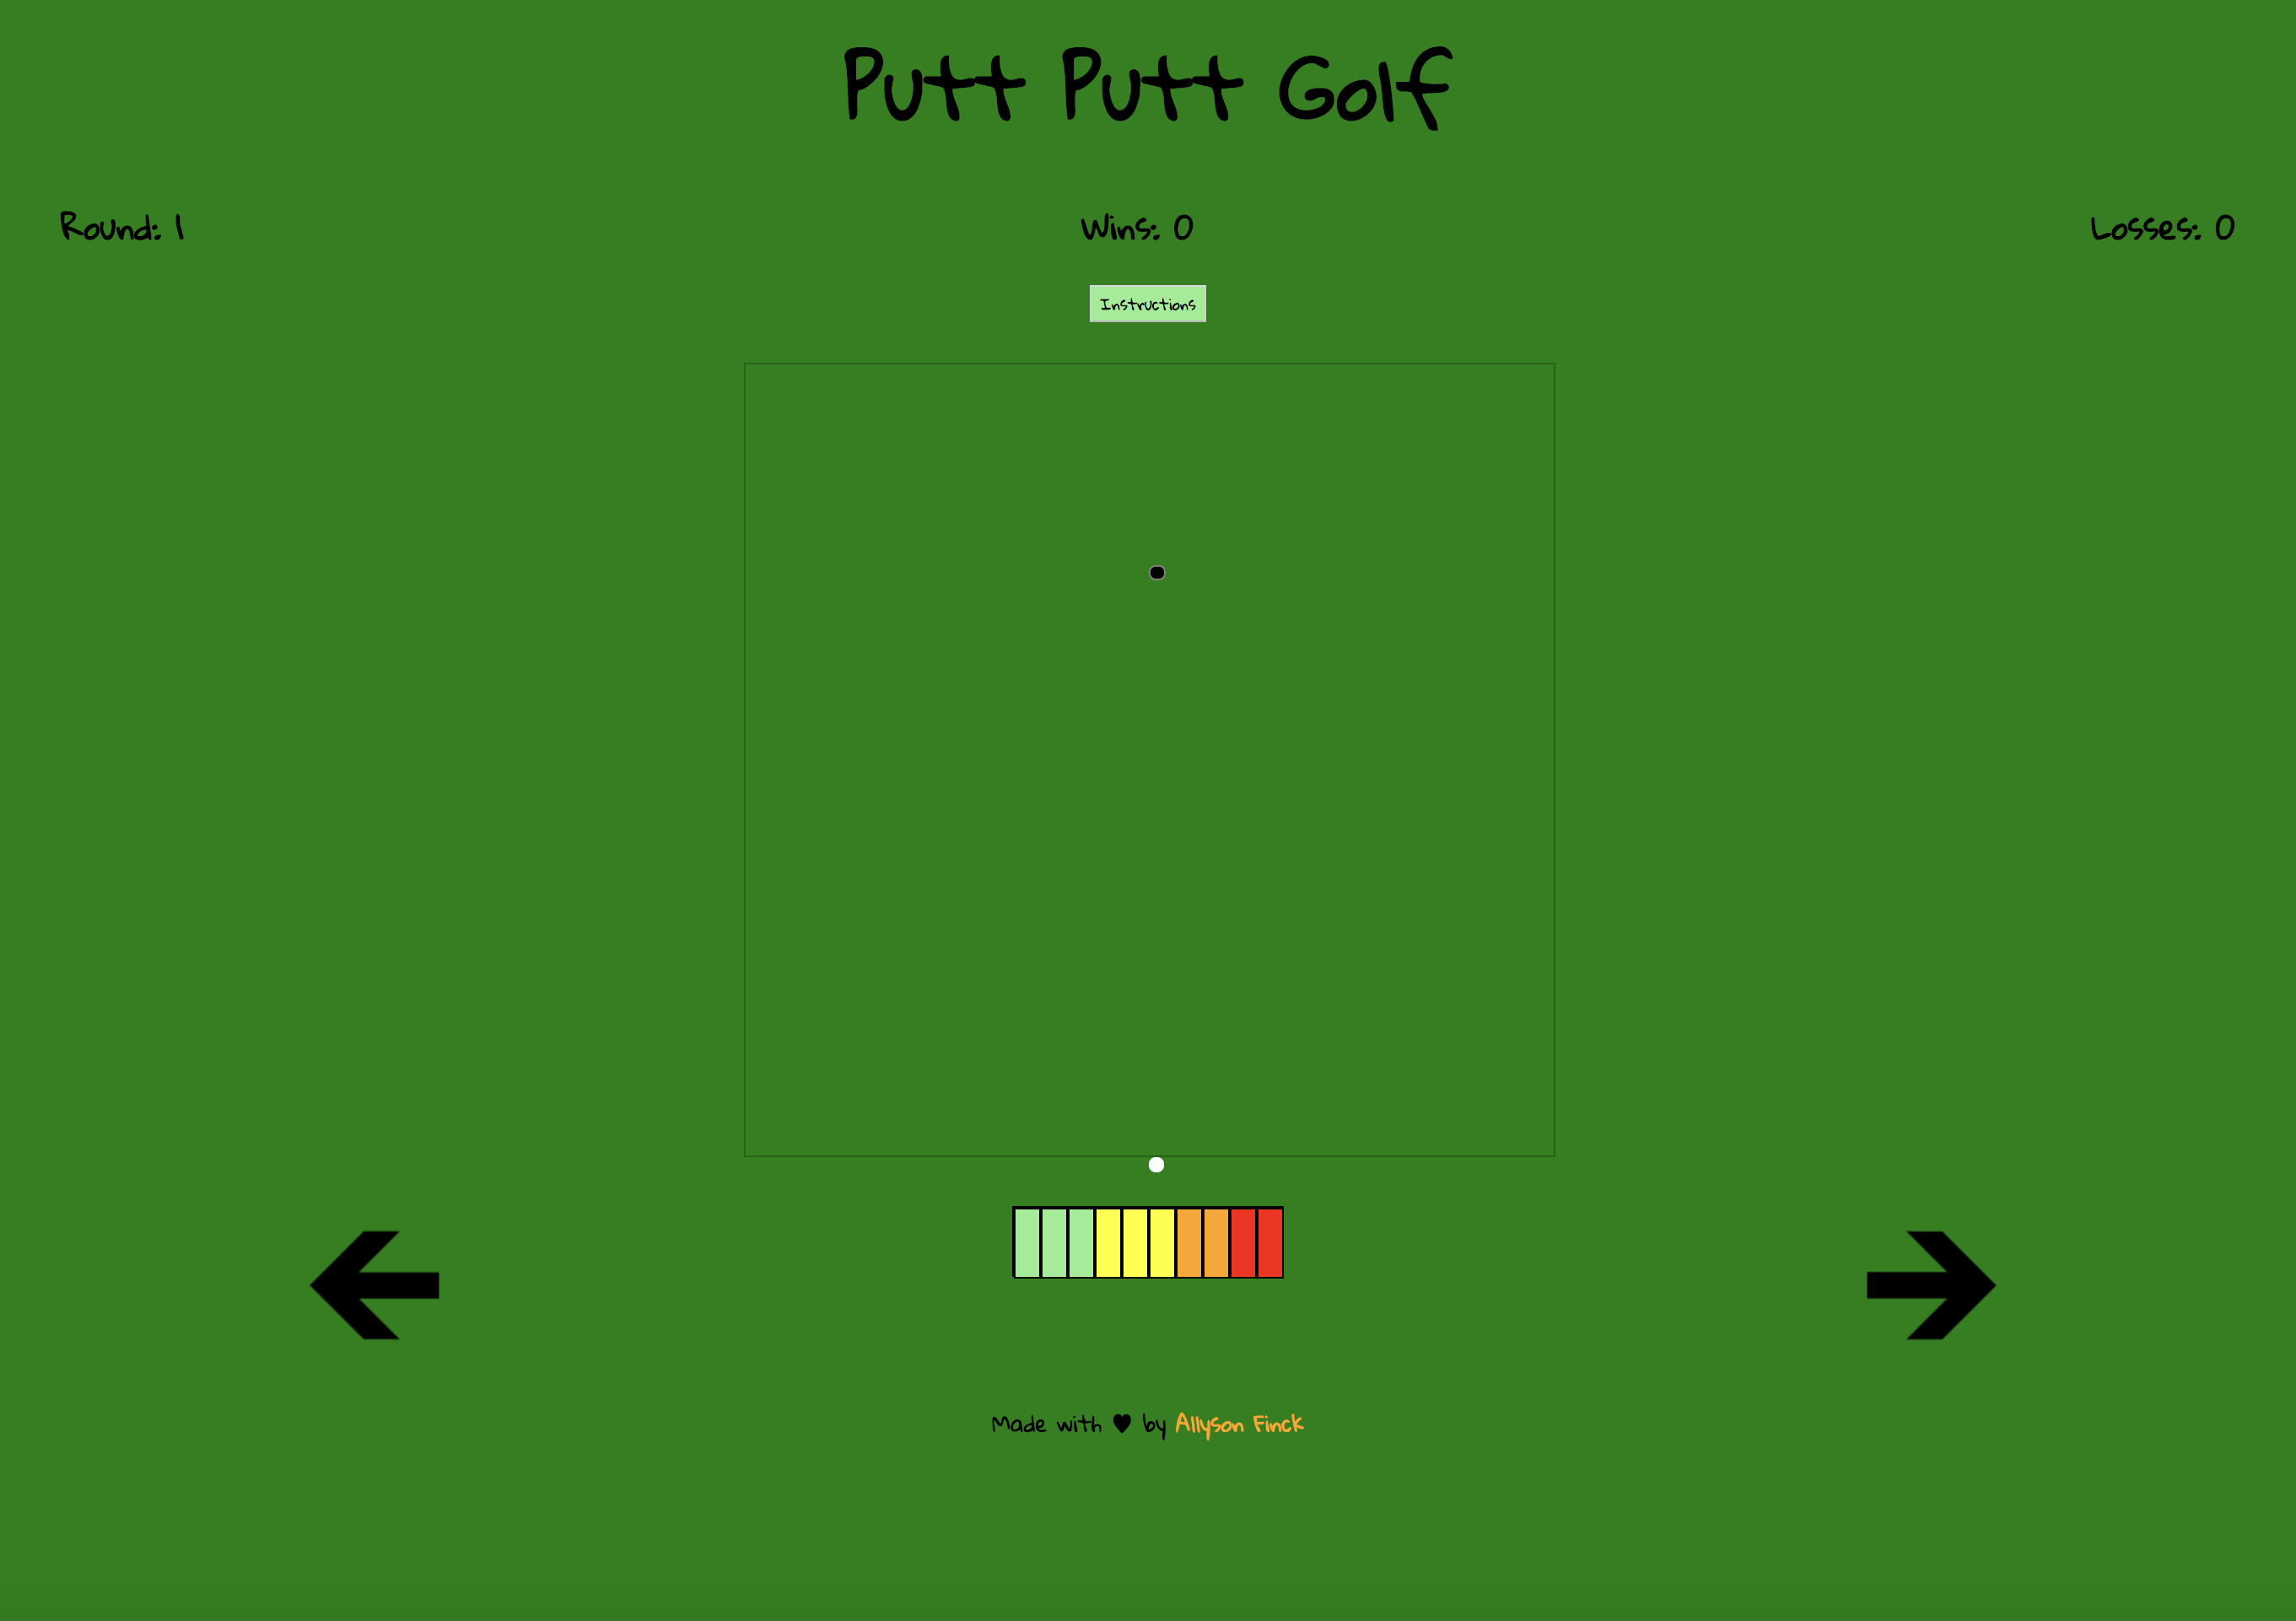 Putt Putt Golf
Round: 1
Wins: 0
Losses: 0
Instructions
Made with ♥ by Allyson Finck